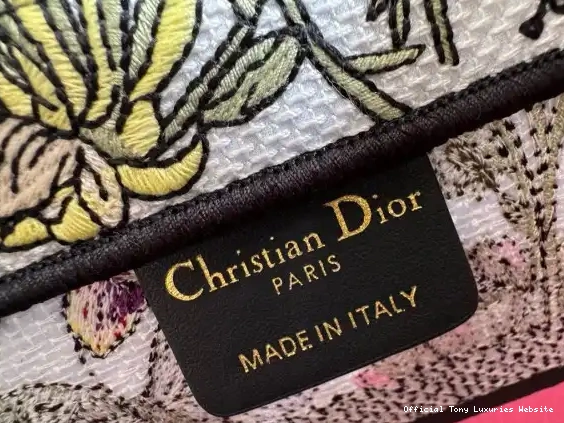 Christian Dior
PARIS
MADE IN ITALY
Official Tony Luxuries Website